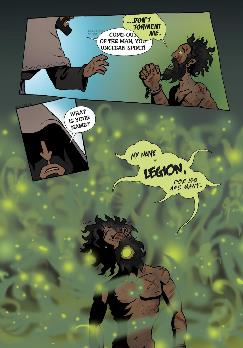 ...DON'T
TORMENT
ME.
COME OUT
OF THE MAN, YOU
UNCLEAN SPIRIT!
WHAT
IS YOUR
NAME?
MY NAME
IS
LEGION,
FOR WE
ARE MANY.